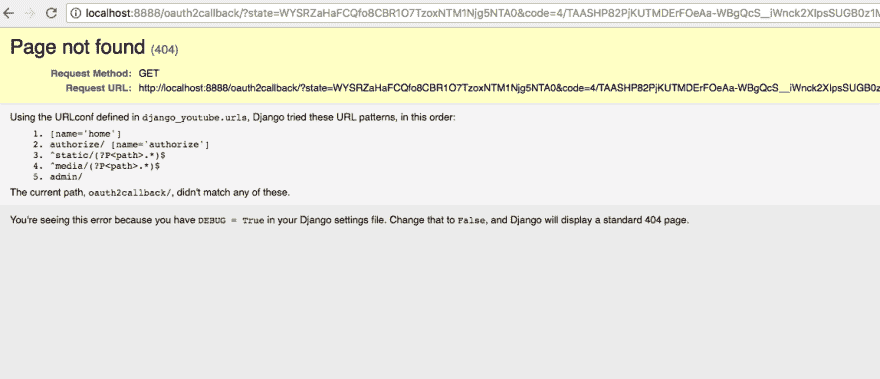 localhost:8888/oauth2callback/?state=WYSRZaHaFCQfo8CBR1O7TzoxNTM1Njg5NTA0&code=4/TAASHP82PjKUTMDErFOeAa-WBgQcS__iWnck2XIpsSUGB0z1M
Page not found (404)
Request Method: GET
Request URL: http://localhost:8888/oauth2callback/?state=WYSRZaHaFCQfo8CBR1O7TzoxNTM1Njg5NTA0&code=4/TAASHP82PjKUTMDErFOeAa-WBgQcS__iWnck2XIpsSUGB0z
Using the URLconf defined in django_youtube.urls, Django tried these URL patterns, in this order:
1. [name='home']
2. authorize/ [name='authorize']
3. ^static/(?P<path>.*)$
4. ^media/(?P<path>.*)$
5. admin/
The current path, oauth2callback/, didn't match any of these.
You're seeing this error because you have DEBUG = True in your Django settings file. Change that to False, and Django will display a standard 404 page.